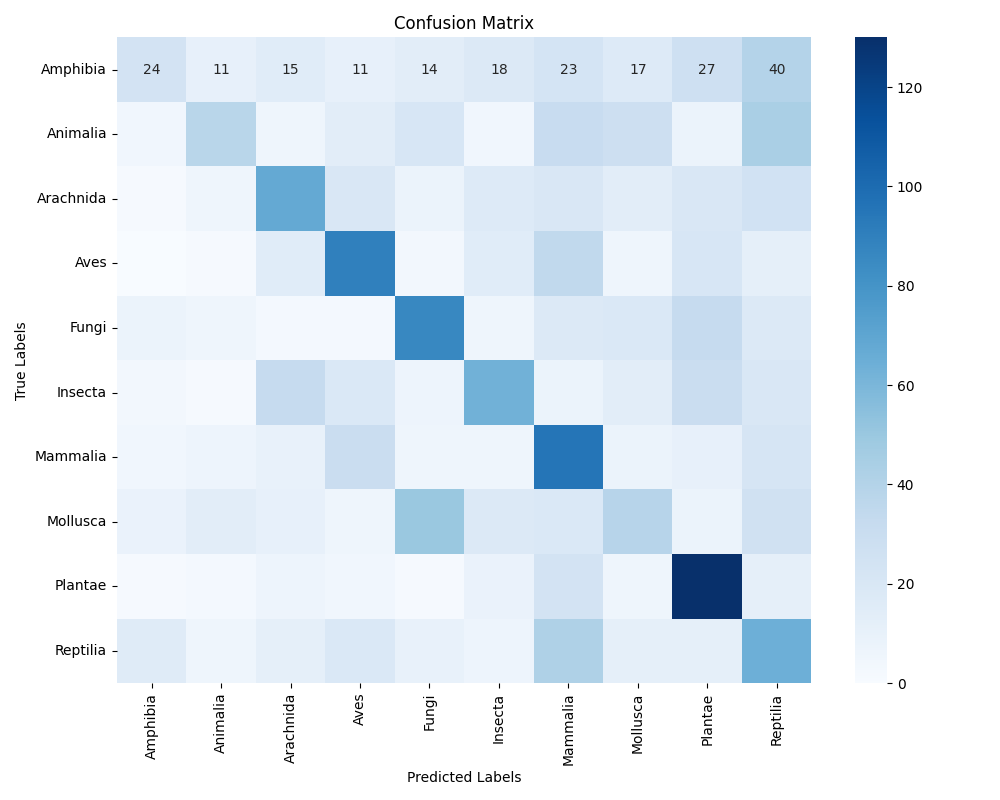 Confusion Matrix
True Labels
Amphibia 24 11 15 11 14 18 23 17 27 40
Animalia
Arachnida
Aves
Fungi
Insecta
Mammalia
Mollusca
Plantae
Reptilia
Amphibia Animalia Arachnida Aves Fungi Insecta Mammalia Mollusca Plantae Reptilia
Predicted Labels
120
100
80
60
40
20
0